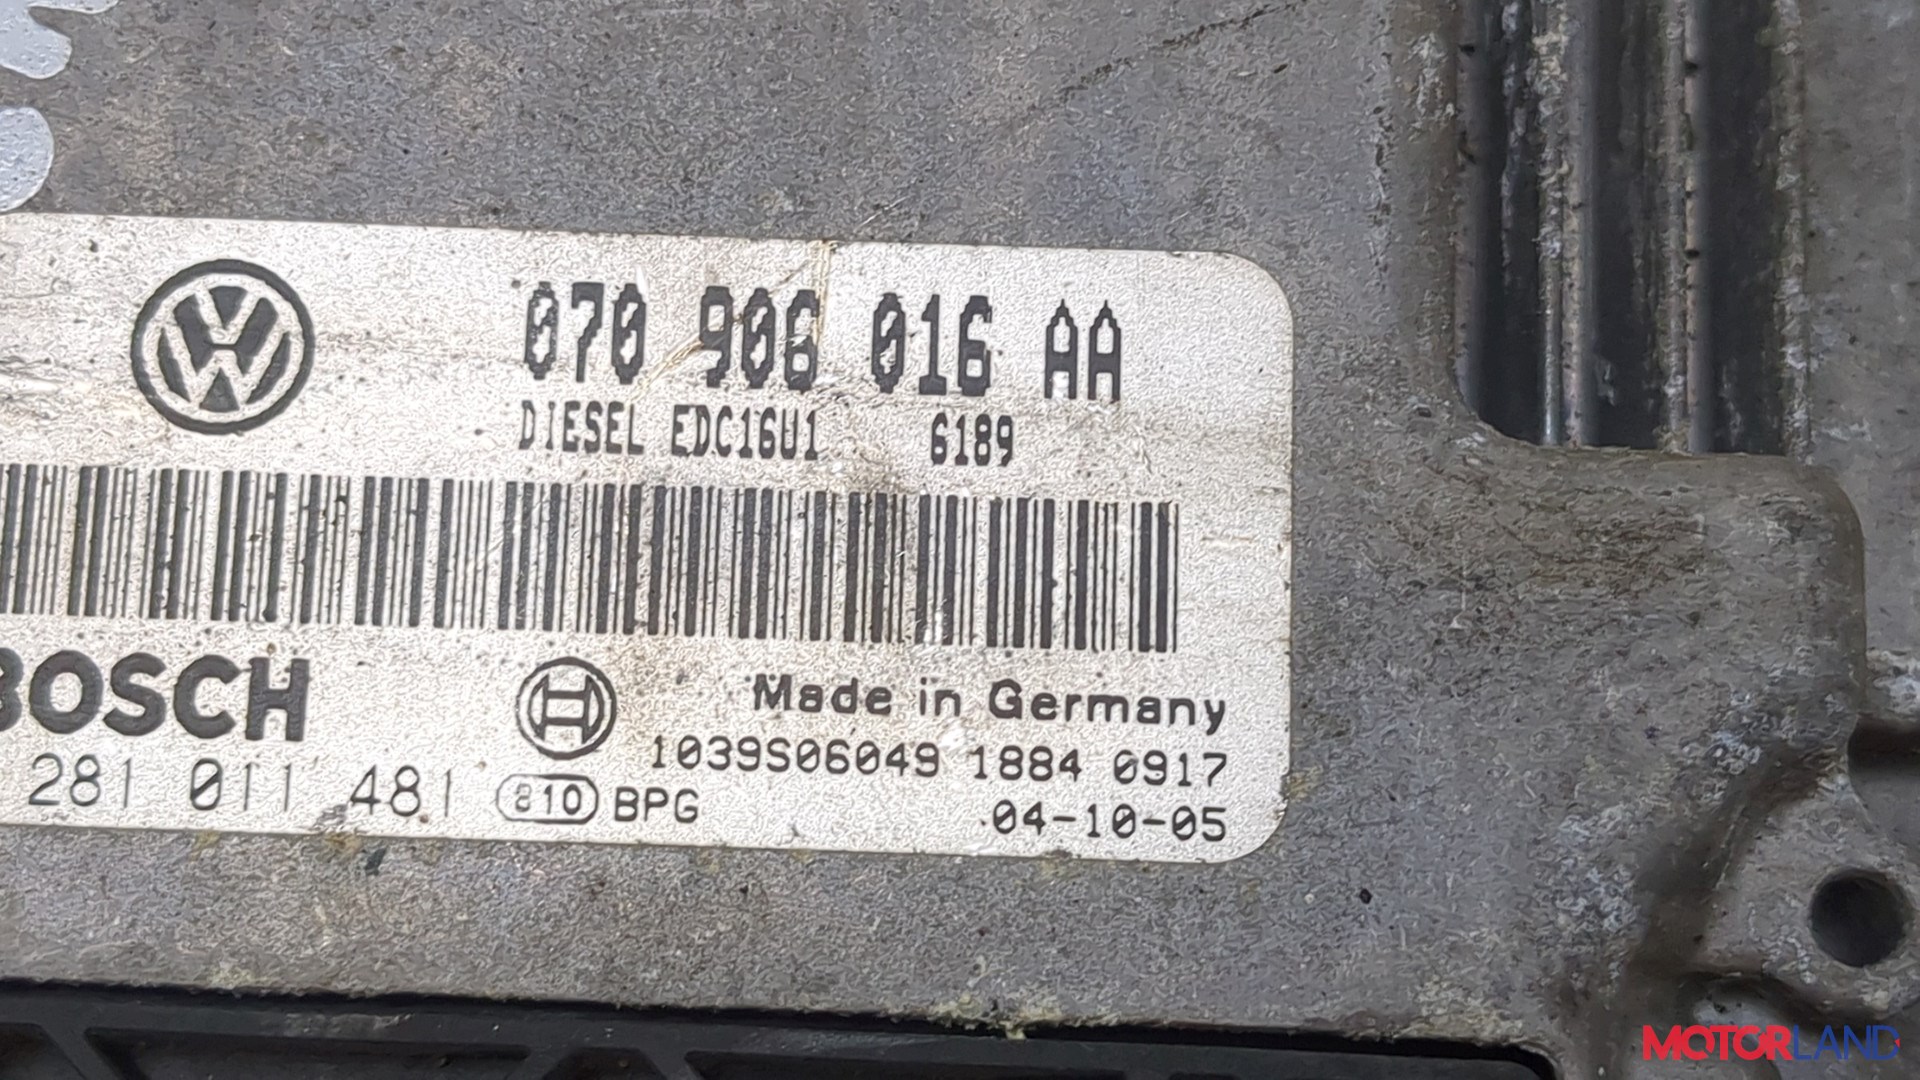 070 906 016 AA
DIESEL EDC16U1 6189
BOSCH
Made in Germany
1039S06049 1884 0917
281 011 481 810 BPG
04-10-05
MOTORLAND